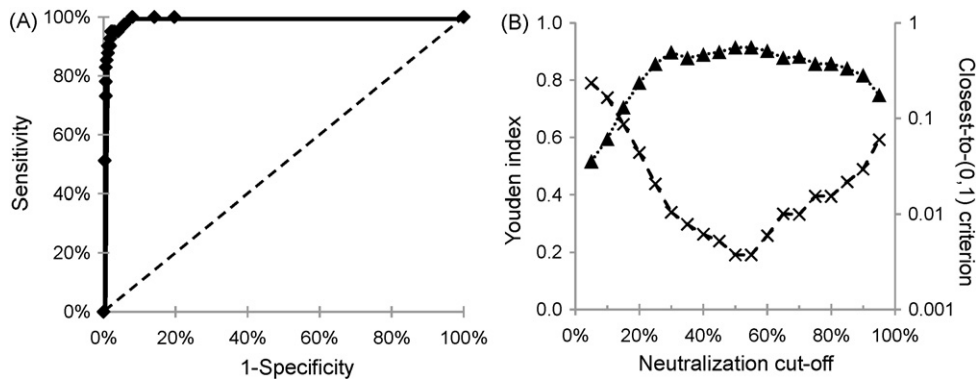 (A)
100%
80%
60%
40%
20%
0%
Sensitivity
0% 20% 40% 60% 80% 100%
1-Specificity
(B)
1.0
0.8
0.6
0.4
0.2
0.0
Youden index
1
0.1
0.01
0.001
Closest-to-(0,1) criterion
0% 20% 40% 60% 80% 100%
Neutralization cut-off